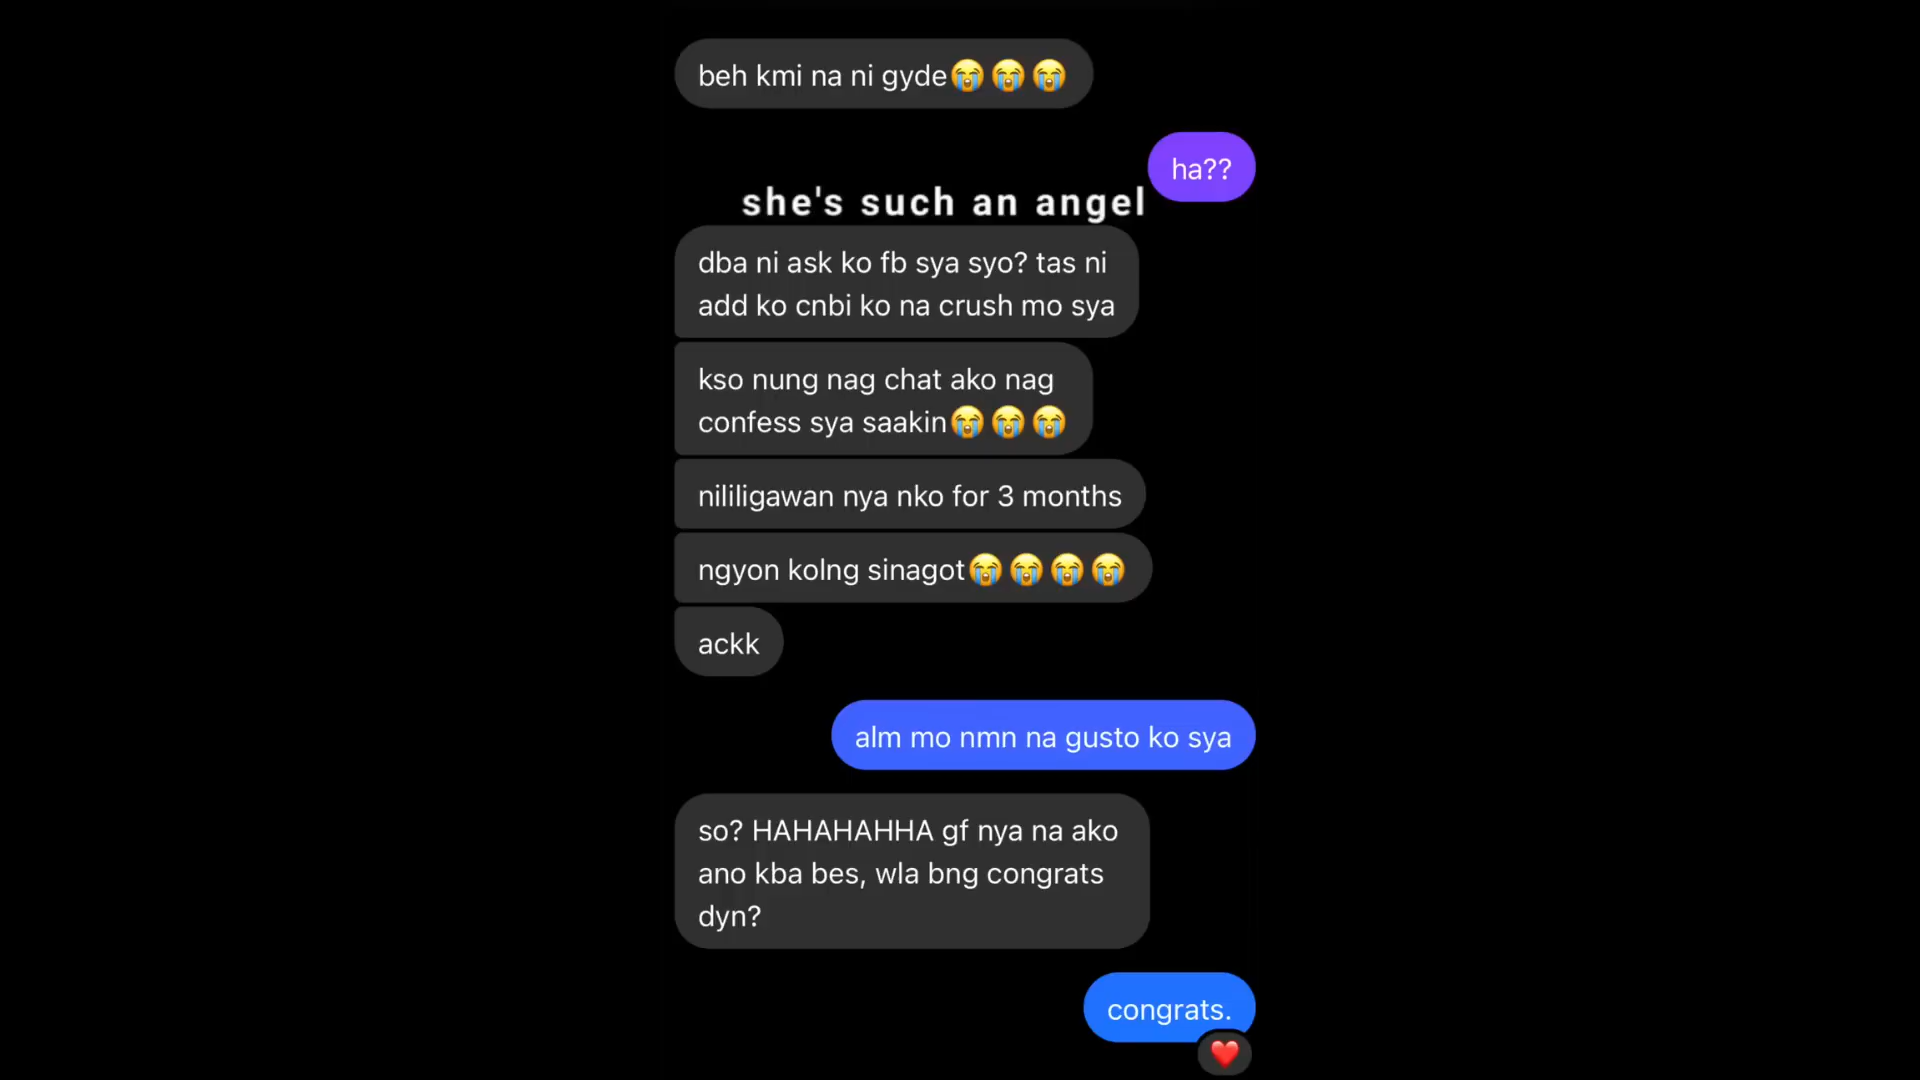 beh kmi na ni gyde😭😭😭
ha??
she's such an angel
dba ni ask ko fb sya syo? tas ni
add ko cnbi ko na crush mo sya
kso nung nag chat ako nag
confess sya saakin😭😭😭
nililigawan nya nko for 3 months
ngyon kolng sinagot😭😭😭😭
ackk
alm mo nmn na gusto ko sya
so? HAHAHAHHA gf nya na ako
ano kba bes, wla bng congrats
dyn?
congrats.
❤️